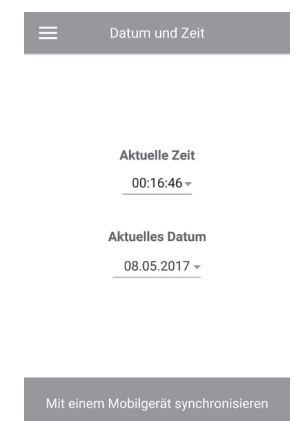 Datum und Zeit
Aktuelle Zeit
00:16:46
Aktuelles Datum
08.05.2017
Mit einem Mobilgerät synchronisieren